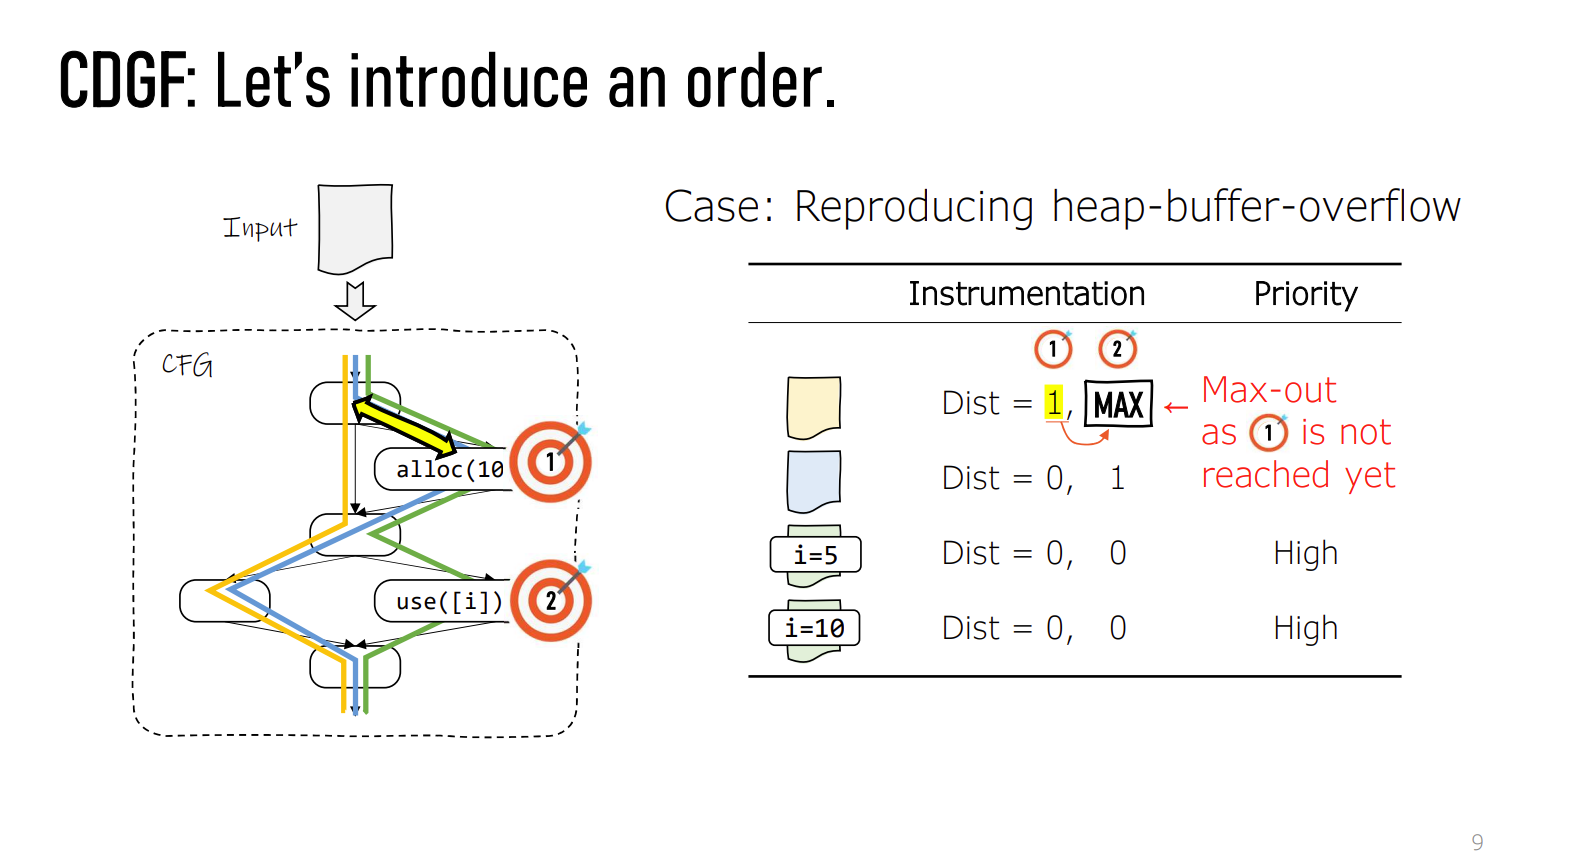 CDGF: Let's introduce an order.
Input
CFG
alloc(10
1
use([i])
2
Case: Reproducing heap-buffer-overflow
Instrumentation Priority
1 2
Dist = 1, MAX ← Max-out
as 1 is not
reached yet
Dist = 0, 1
i=5 Dist = 0, 0 High
i=10 Dist = 0, 0 High
9